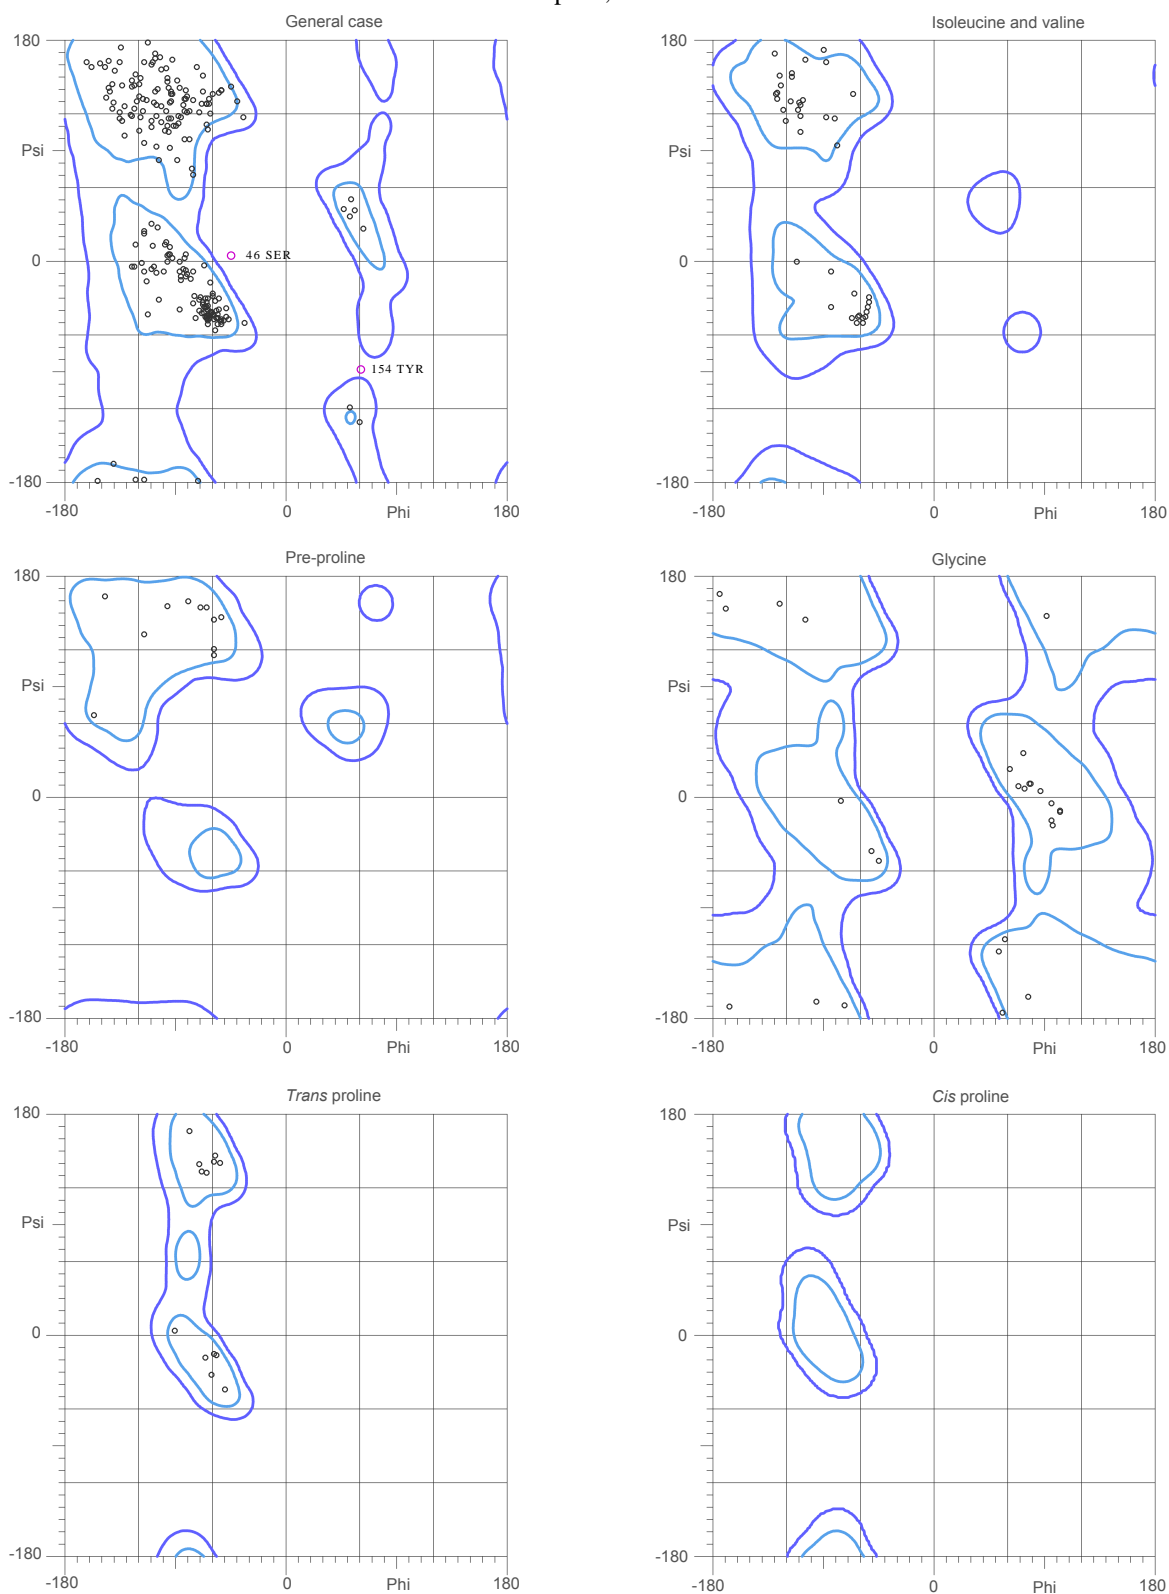 General case
Isoleucine and valine
180
180
Psi
Psi
46 SER
0
0
154 TYR
-180
-180
-180
0
Phi
180
-180
0
Phi
180
Pre-proline
Glycine
180
180
Psi
Psi
0
0
-180
-180
-180
0
Phi
180
-180
0
Phi
180
Trans proline
Cis proline
180
180
Psi
Psi
0
0
-180
-180
-180
0
Phi
180
-180
0
Phi
180